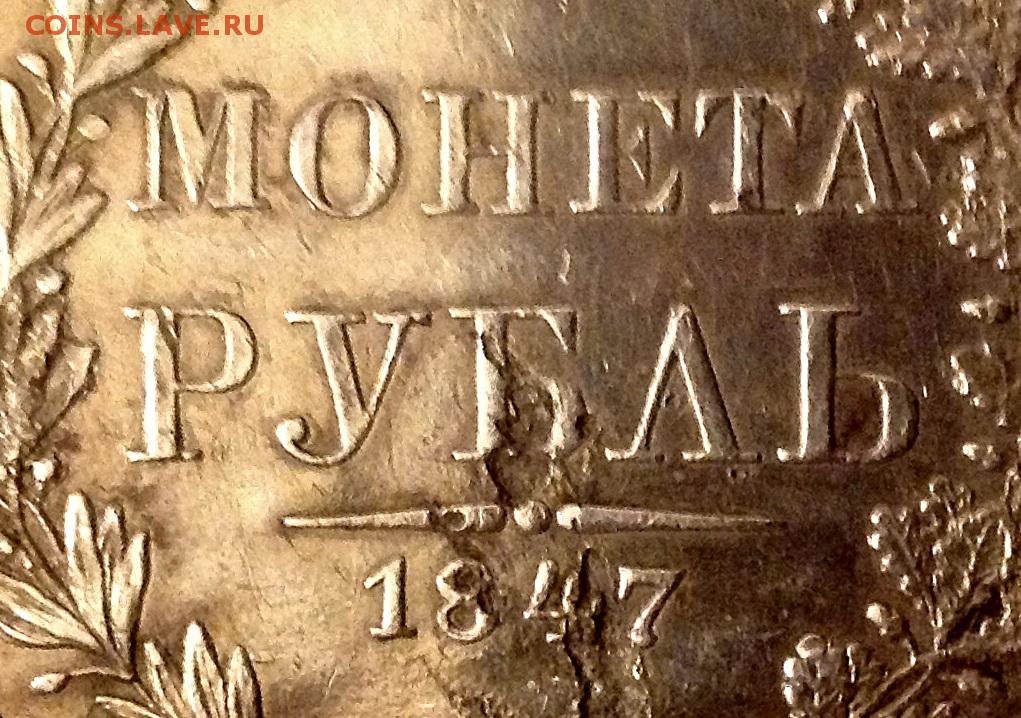 COINS.LAVE.RU
МОНЕТА
РУБЛЬ
1847